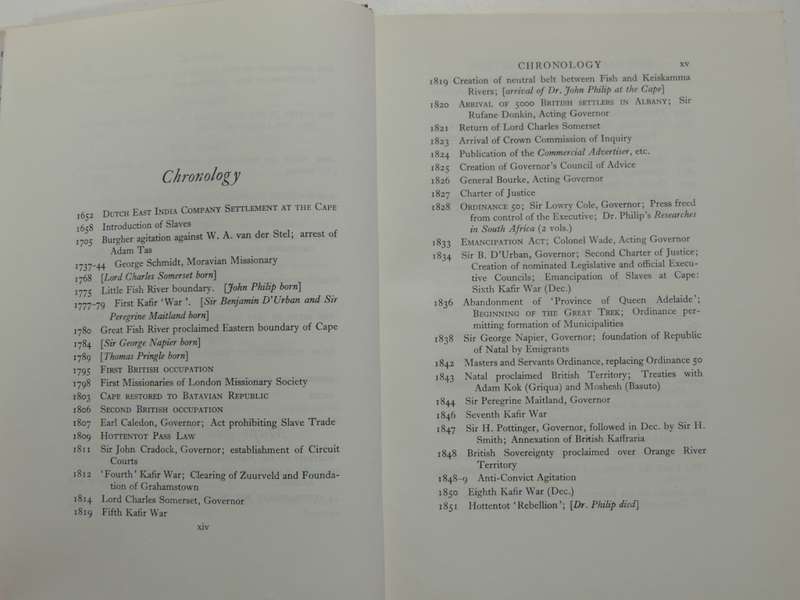 Chronology
1652 Dutch East India Company Settlement at the Cape
1658 Introduction of Slaves
1705 Burgher agitation against W. A. van der Stel; arrest of
Adam Tas
1737-44 George Schmidt, Moravian Missionary
1768 [Lord Charles Somerset born]
1775 Little Fish River boundary. [John Philip born]
1777-79 First Kafir 'War'. [Sir Benjamin D'Urban and Sir
Peregrine Maitland born]
1780 Great Fish River proclaimed Eastern boundary of Cape
1784 [Sir George Napier born]
1789 [Thomas Pringle born]
1795 First British occupation
1798 First Missionaries of London Missionary Society
1803 Cape restored to Batavian Republic
1806 Second British occupation
1807 Earl Caledon, Governor; Act prohibiting Slave Trade
1809 Hottentot Pass Law
1811 Sir John Cradock, Governor; establishment of Circuit
Courts
1812 'Fourth' Kafir War; Clearing of Zuurveld and Founda-
tion of Grahamstown
1814 Lord Charles Somerset, Governor
1819 Fifth Kafir War
xiv
CHRONOLOGY xv
1819 Creation of neutral belt between Fish and Keiskamma
Rivers; [arrival of Dr. John Philip at the Cape]
1820 Arrival of 5000 British settlers in Albany; Sir
Rufane Donkin, Acting Governor
1821 Return of Lord Charles Somerset
1823 Arrival of Crown Commission of Inquiry
1824 Publication of the Commercial Advertiser, etc.
1825 Creation of Governor's Council of Advice
1826 General Bourke, Acting Governor
1827 Charter of Justice
1828 Ordinance 50; Sir Lowry Cole, Governor; Press freed
from control of the Executive; Dr. Philip's Researches
in South Africa (2 vols.)
1833 Emancipation Act; Colonel Wade, Acting Governor
1834 Sir B. D'Urban, Governor; Second Charter of Justice;
Creation of nominated Legislative and official Execu-
tive Councils; Emancipation of Slaves at Cape:
Sixth Kafir War (Dec.)
1836 Abandonment of 'Province of Queen Adelaide';
Beginning of the Great Trek; Ordinance per-
mitting formation of Municipalities
1838 Sir George Napier, Governor; foundation of Republic
of Natal by Emigrants
1842 Masters and Servants Ordinance, replacing Ordinance 50
1843 Natal proclaimed British Territory; Treaties with
Adam Kok (Griqua) and Moshesh (Basuto)
1844 Sir Peregrine Maitland, Governor
1846 Seventh Kafir War
1847 Sir H. Pottinger, Governor, followed in Dec. by Sir H.
Smith; Annexation of British Kaffraria
1848 British Sovereignty proclaimed over Orange River
Territory
1848-9 Anti-Convict Agitation
1850 Eighth Kafir War (Dec.)
1851 Hottentot 'Rebellion'; [Dr. Philip died]